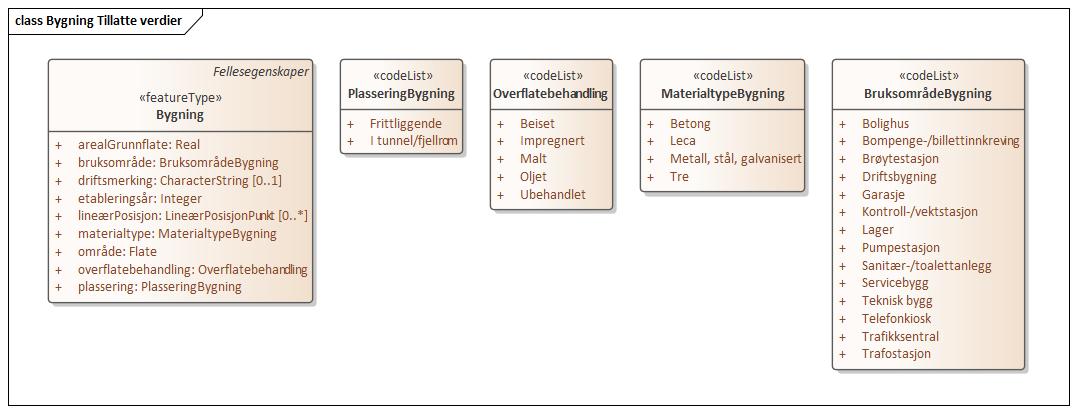 class Bygning Tillatte verdier
Fellesegenskaper
«featureType»
Bygning
+ arealGrunnflate: Real
+ bruksområde: BruksområdeBygning
+ driftsmerking: CharacterString [0..1]
+ etableringsår: Integer
+ lineærPosisjon: LineærPosisjonPunkt [0..*]
+ materialtype: MaterialtypeBygning
+ område: Flate
+ overflatebehandling: Overflatebehandling
+ plassering: PlasseringBygning
«codeList»
PlasseringBygning
+ Frittliggende
+ I tunnel/fjellrom
«codeList»
Overflatebehandling
+ Beiset
+ Impregnert
+ Malt
+ Oljet
+ Ubehandlet
«codeList»
MaterialtypeBygning
+ Betong
+ Leca
+ Metall, stål, galvanisert
+ Tre
«codeList»
BruksområdeBygning
+ Bolighus
+ Bompenge-/billettinnkreving
+ Brøytestasjon
+ Driftsbygning
+ Garasje
+ Kontroll-/vektstasjon
+ Lager
+ Pumpestasjon
+ Sanitær-/toalettanlegg
+ Servicebygg
+ Teknisk bygg
+ Telefonkiosk
+ Trafikksentral
+ Trafostasjon